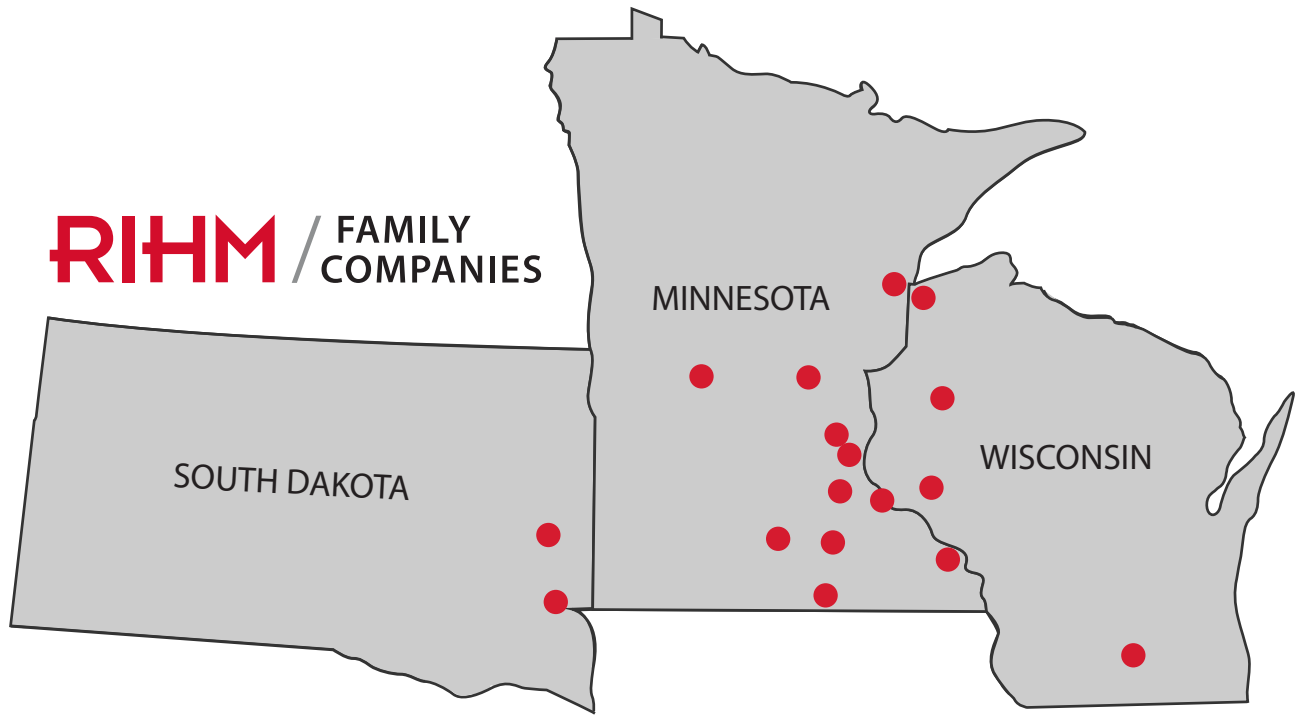 RIHM / FAMILY
COMPANIES
MINNESOTA
SOUTH DAKOTA
WISCONSIN